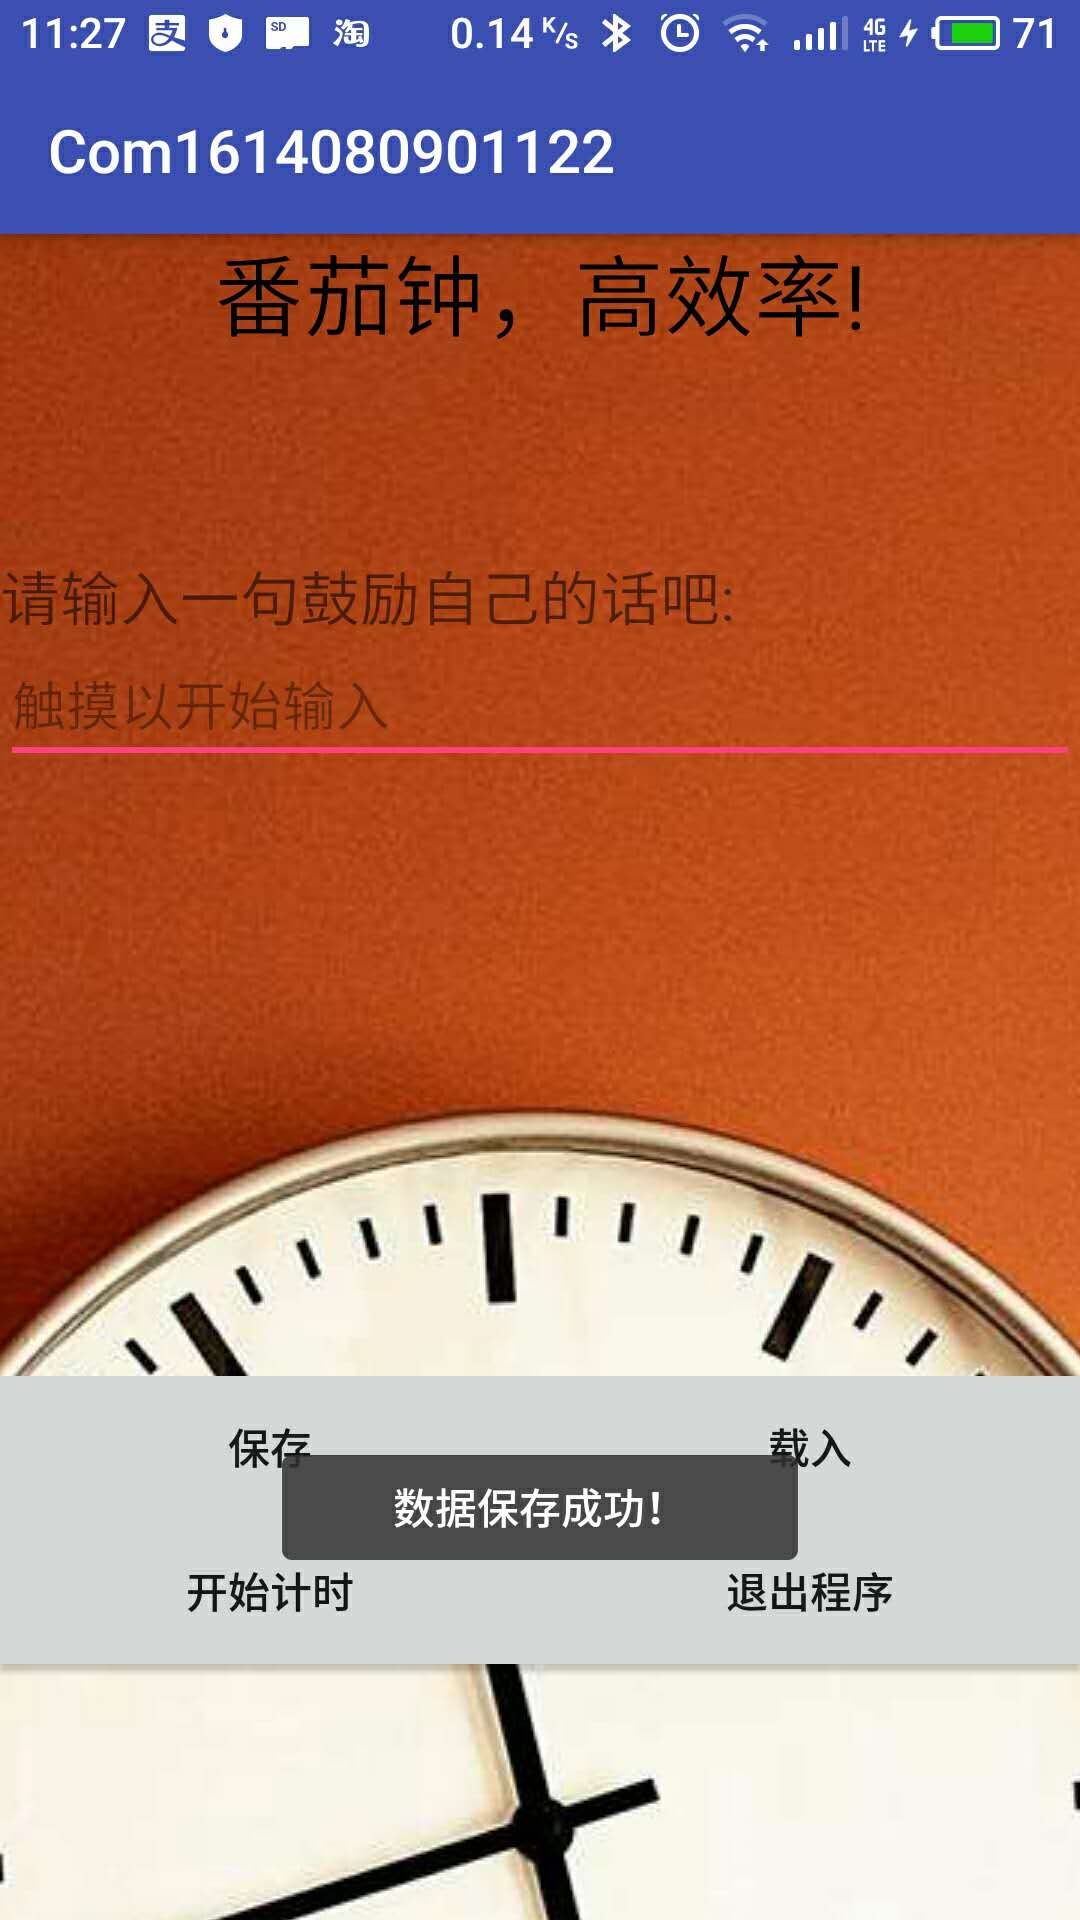 11:27 支 SD 淘 0.14 K/S 4G LTE 71
Com1614080901122
番茄钟，高效率!
请输入一句鼓励自己的话吧:
触摸以开始输入
保存 载入
数据保存成功！
开始计时 退出程序